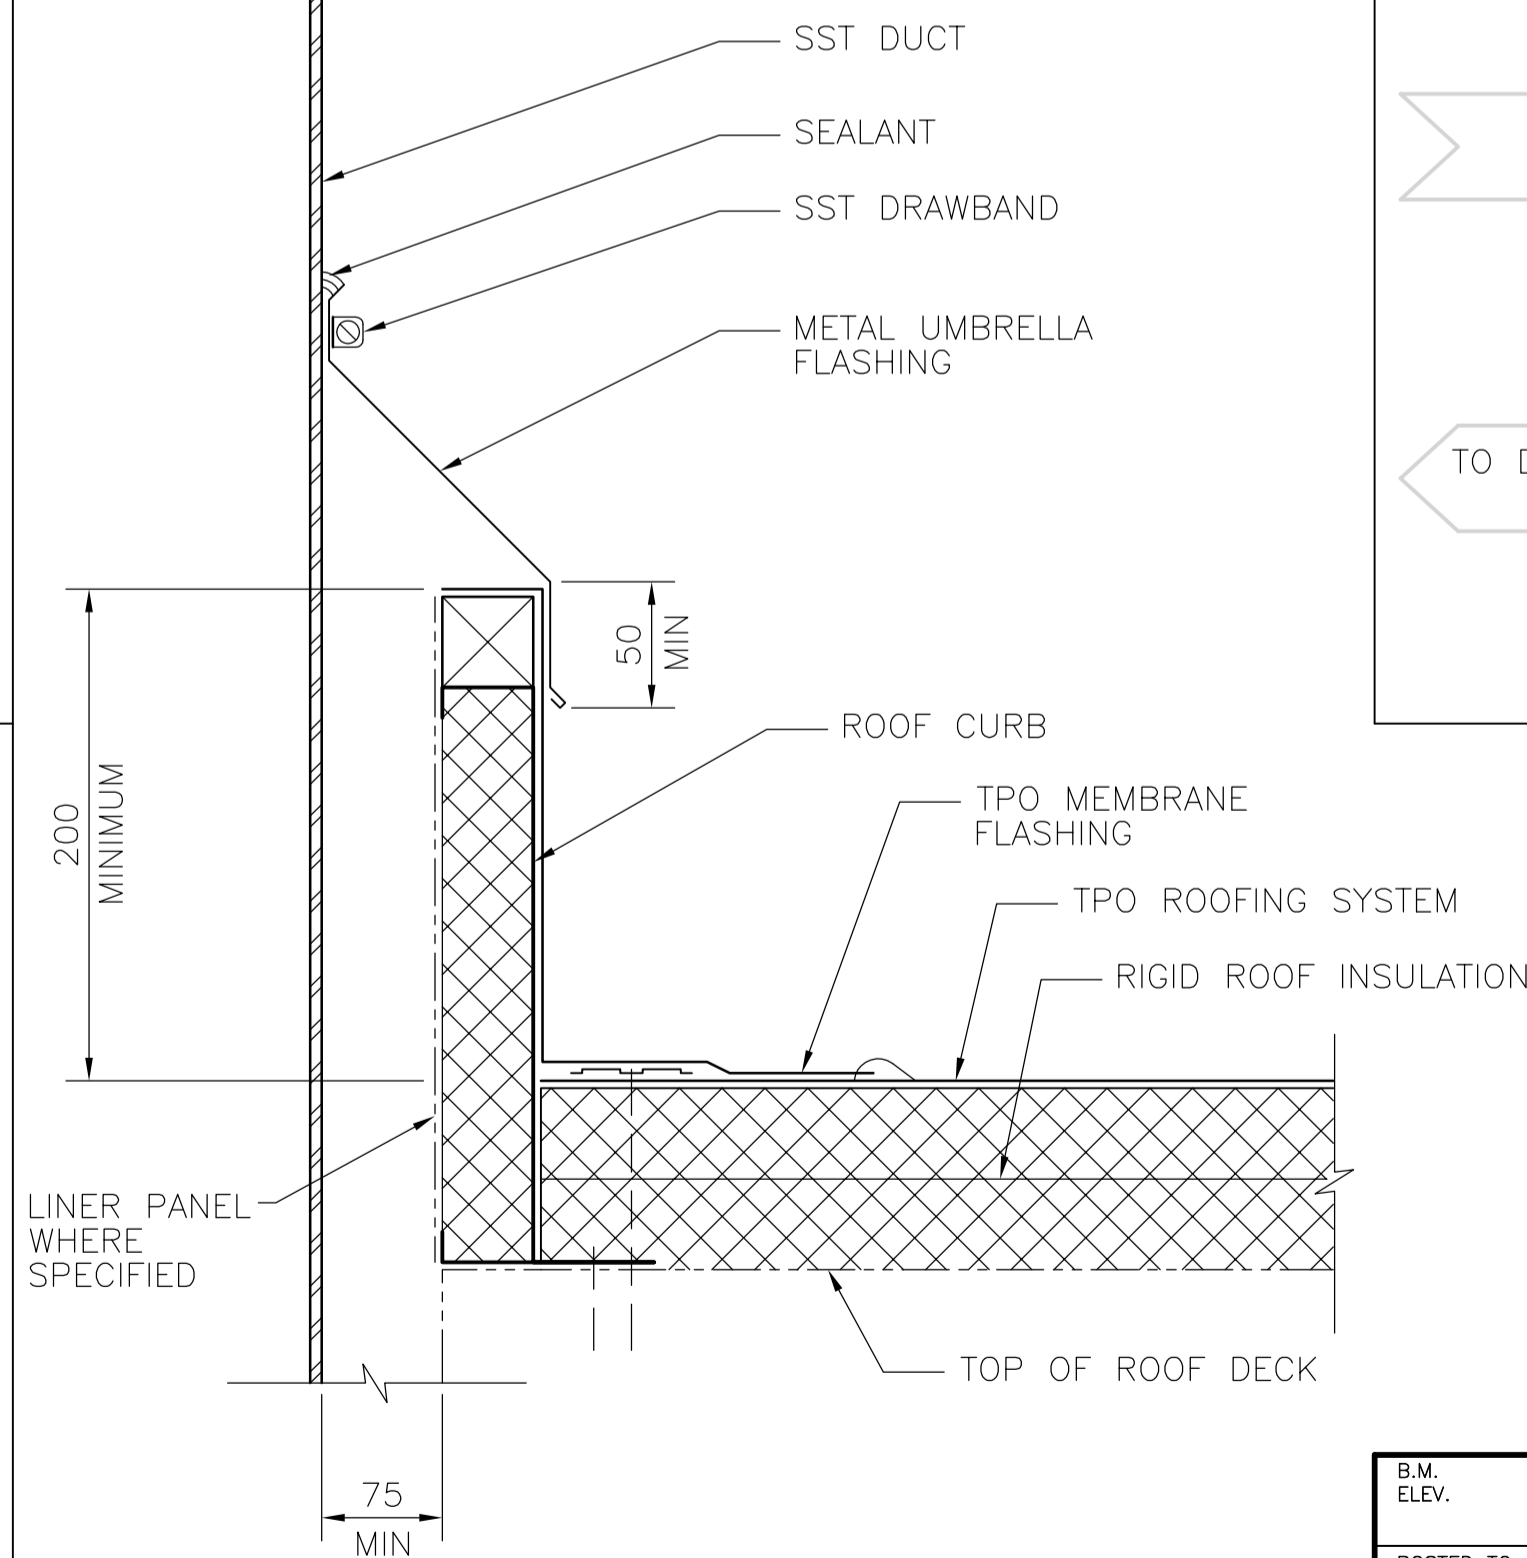 SST DUCT
SEALANT
SST DRAWBAND
METAL UMBRELLA
FLASHING
TO
50
MIN
ROOF CURB
200
MINIMUM
TPO MEMBRANE
FLASHING
TPO ROOFING SYSTEM
RIGID ROOF INSULATION
LINER PANEL
WHERE
SPECIFIED
TOP OF ROOF DECK
75
MIN
B.M.
ELEV.